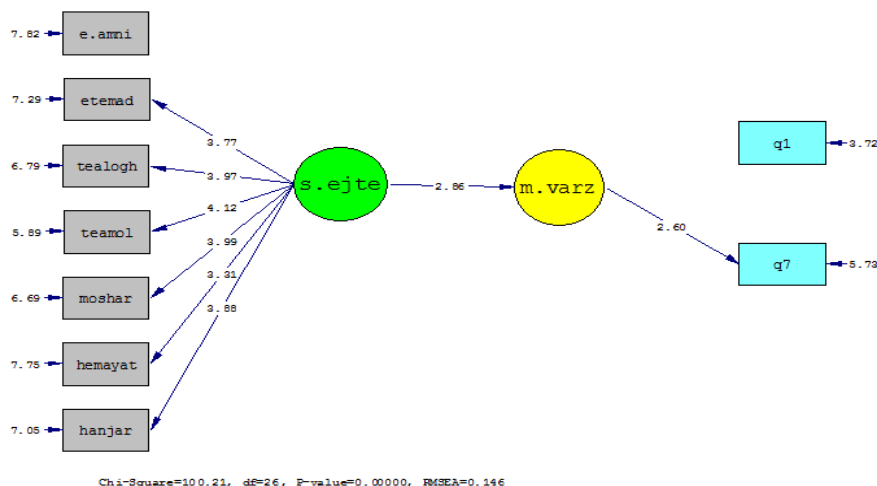 7.82 e.amni
7.29 etemad
3.77
6.79 tealogh
3.97
5.89 teamol
4.12
6.69 moshar
3.99
7.75 hemayat
3.31
7.05 hanjar
3.88
s.ejte
2.86
m.varz
q1 3.72
2.60
q7 5.73
Chi-Square=100.21, df=26, P-value=0.00000, RMSEA=0.146